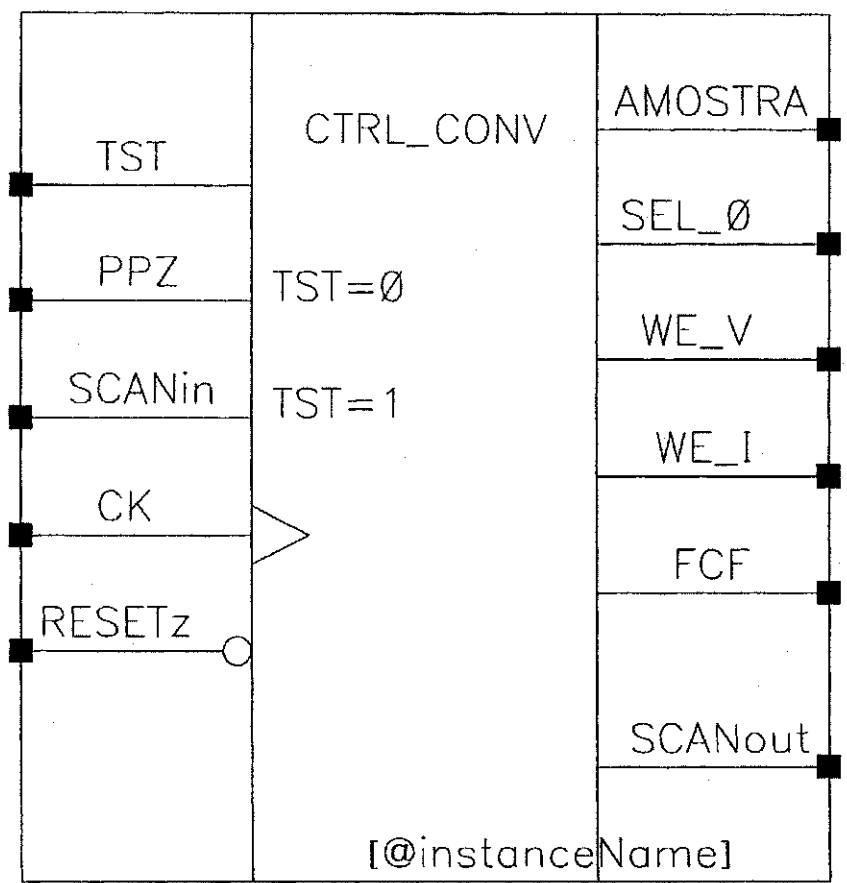 AMOSTRA
CTRL_CONV
TST
SEL_Ø
PPZ
TST=Ø
WE_V
SCANin
TST=1
WE_I
CK
FCF
RESETz
SCANout
[@instanceName]